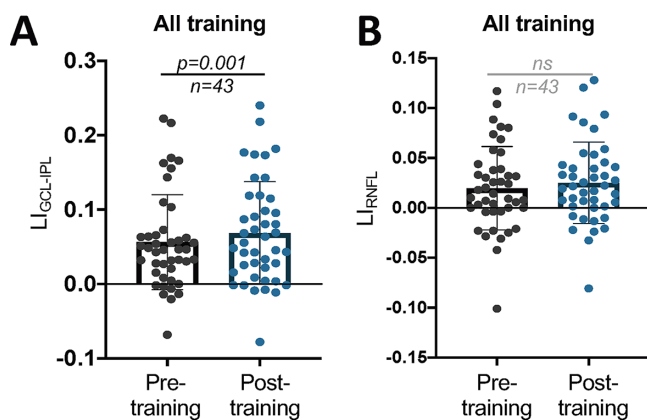 A
All training
p=0.001
n=43
LIGCL-IPL
0.3
0.2
0.1
0.0
-0.1
Pre-
training
Post-
training
B
All training
ns
n=43
LIRNFL
0.15
0.10
0.05
0.00
-0.05
-0.10
-0.15
Pre-
training
Post-
training